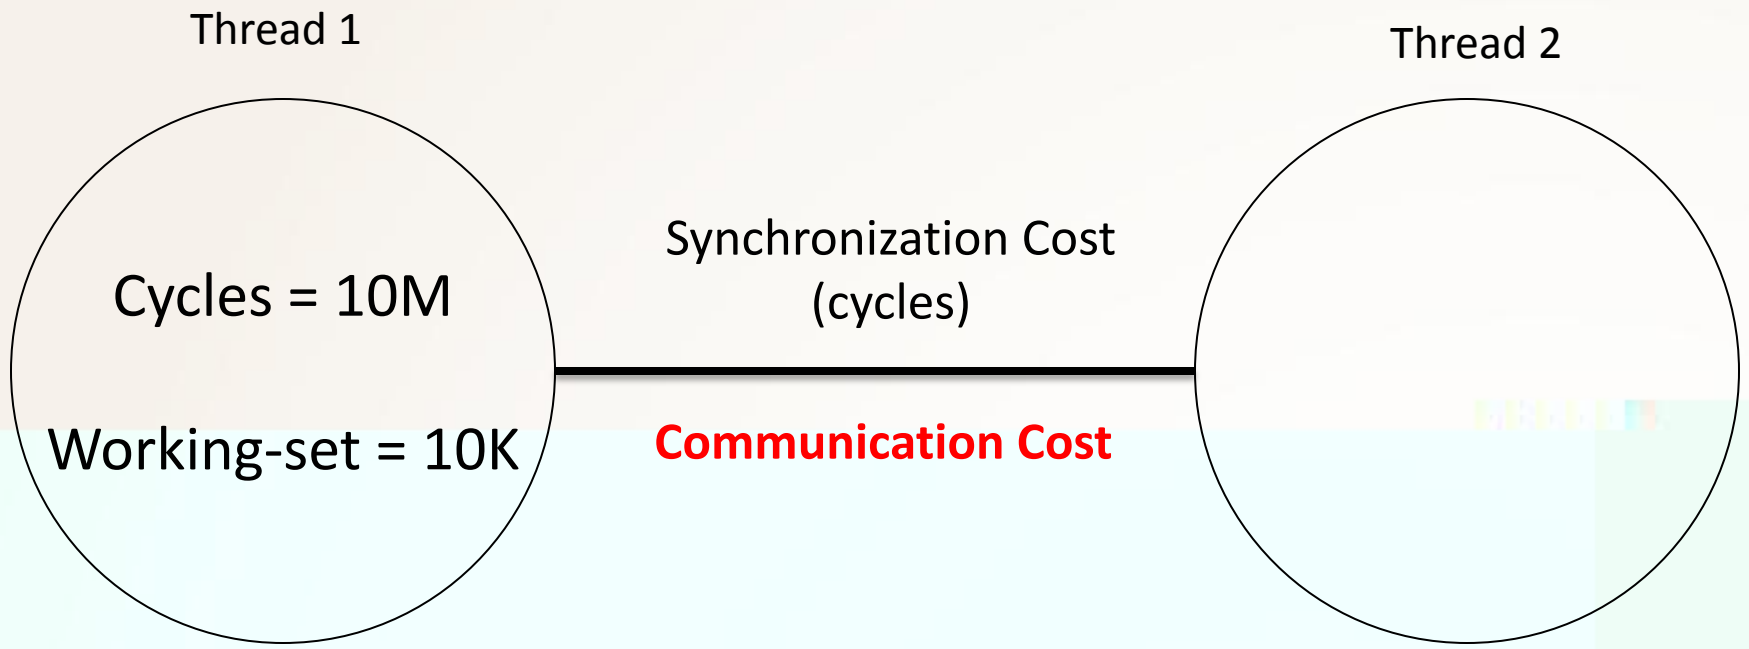 Thread 1
Thread 2
Synchronization Cost
(cycles)
Cycles = 10M
Communication Cost
Working-set = 10K